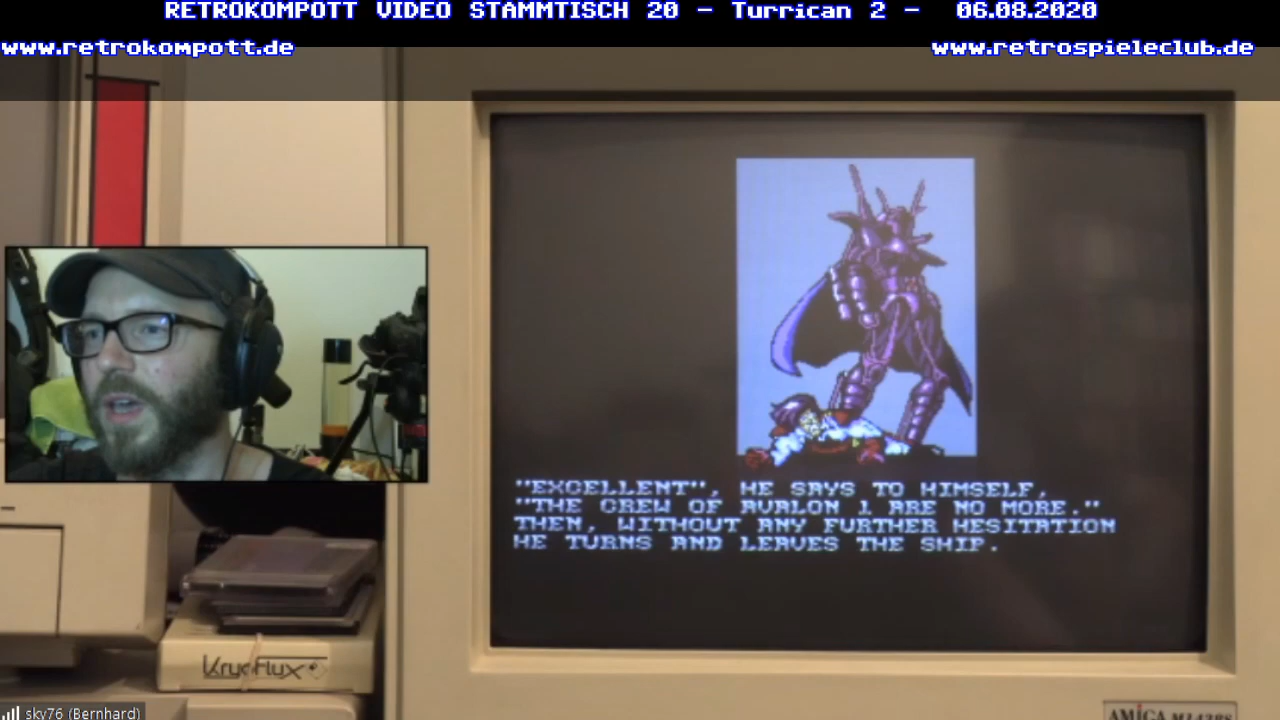 RETROKOMPOTT VIDEO STAMMTISCH 20 - Turrican 2 - 06.08.2020
www.retrokompott.de
www.retrospieleclub.de
"EXCELLENT", HE SAYS TO HIMSELF,
"THE CREW OF AVALON 1 ARE NO MORE."
THEN, WITHOUT ANY FURTHER HESITATION
HE TURNS AND LEAVES THE SHIP.
KryoFlux
sky76 (Bernhard)
AMIGA